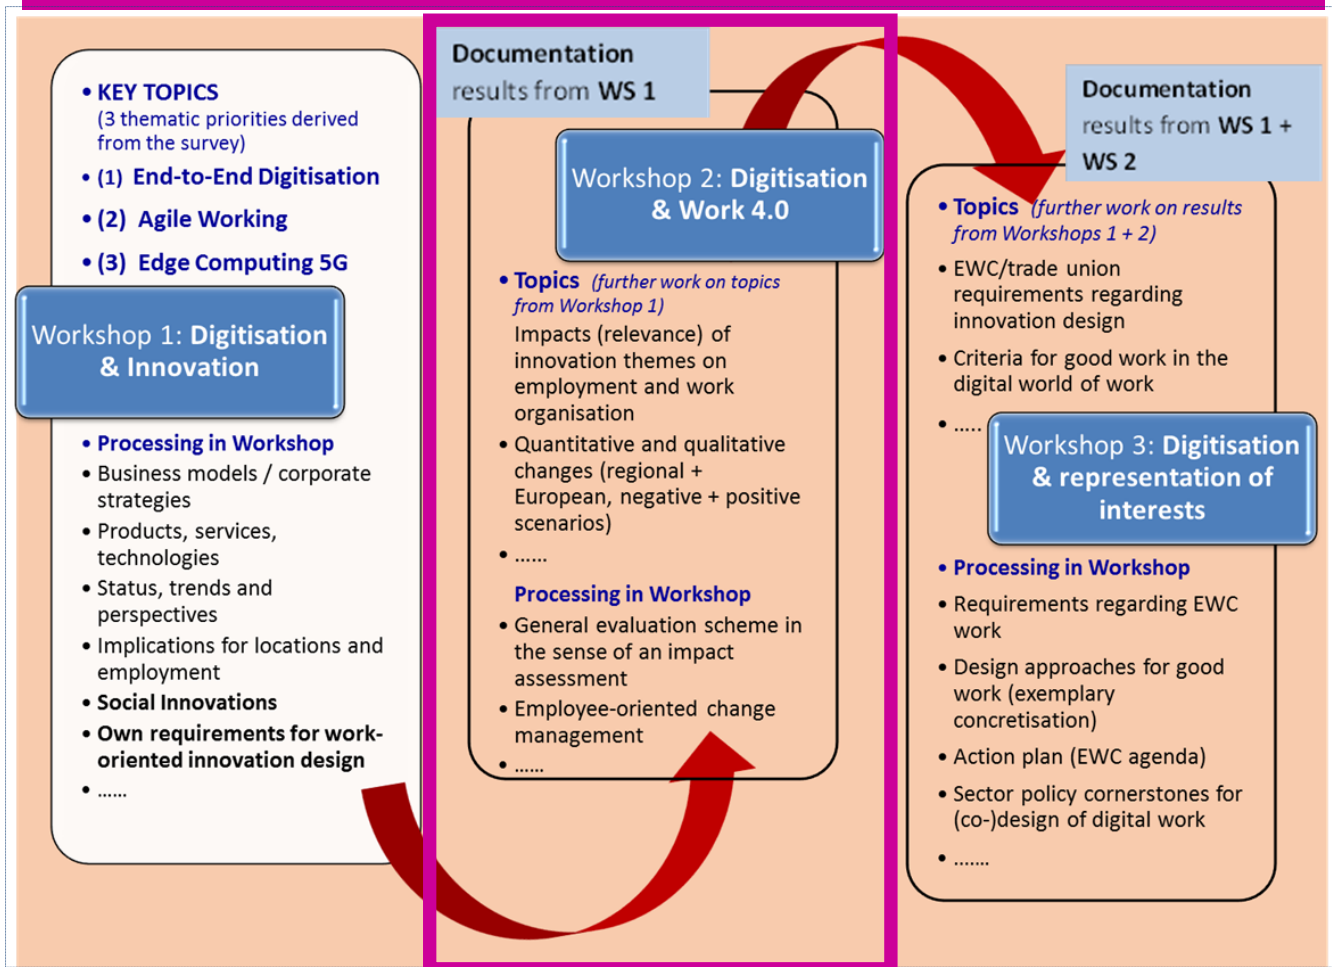 • KEY TOPICS
(3 thematic priorities derived
from the survey)
• (1) End-to-End Digitisation
• (2) Agile Working
• (3) Edge Computing 5G
Workshop 1: Digitisation
& Innovation
• Processing in Workshop
• Business models / corporate
strategies
• Products, services,
technologies
• Status, trends and
perspectives
• Implications for locations and
employment
• Social Innovations
• Own requirements for work-
oriented innovation design
• ......
Documentation
results from WS 1
Workshop 2: Digitisation
& Work 4.0
• Topics (further work on topics
from Workshop 1)
Impacts (relevance) of
innovation themes on
employment and work
organisation
• Quantitative and qualitative
changes (regional +
European, negative + positive
scenarios)
• ......
Processing in Workshop
• General evaluation scheme in
the sense of an impact
assessment
• Employee-oriented change
management
• ......
Documentation
results from WS 1 +
WS 2
• Topics (further work on results
from Workshops 1 + 2)
• EWC/trade union
requirements regarding
innovation design
• Criteria for good work in the
digital world of work
• .....
Workshop 3: Digitisation
& representation of
interests
• Processing in Workshop
• Requirements regarding EWC
work
• Design approaches for good
work (exemplary
concretisation)
• Action plan (EWC agenda)
• Sector policy cornerstones for
(co-)design of digital work
• .......